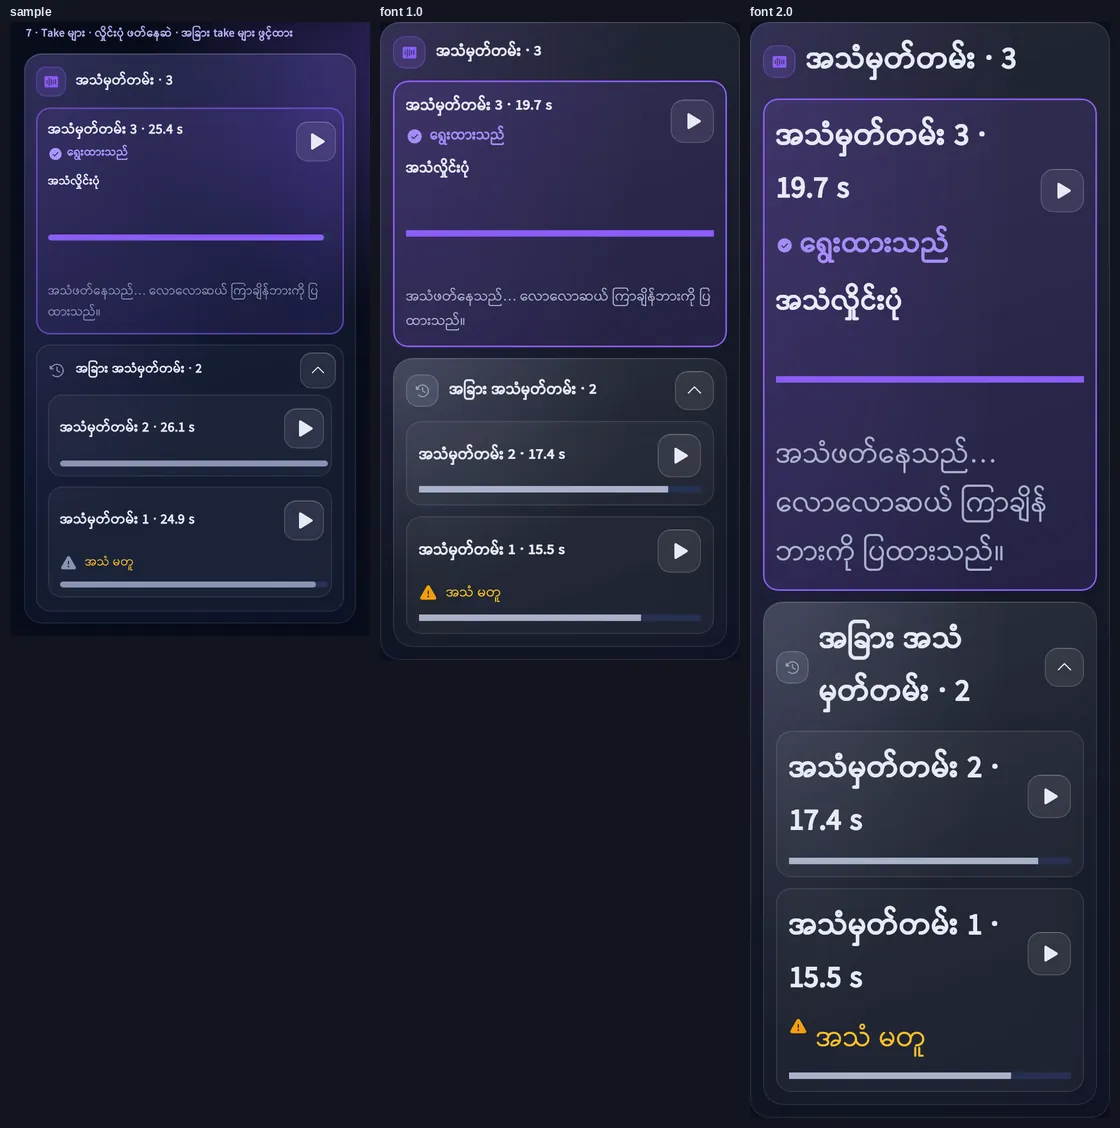 sample
7 · Take များ · လှိုင်းပုံ ဖတ်နေဆဲ · အခြား take များ ဖွင့်ထား
အသံမှတ်တမ်း · 3
အသံမှတ်တမ်း 3 · 25.4 s
ရွေးထားသည်
အသံလှိုင်းပုံ
အသံဖတ်နေသည်… လောလောဆယ် ကြာချိန်ဘားကို ပြ
ထားသည်။
အခြား အသံမှတ်တမ်း · 2
အသံမှတ်တမ်း 2 · 26.1 s
အသံမှတ်တမ်း 1 · 24.9 s
အသံ မတူ
font 1.0
အသံမှတ်တမ်း · 3
အသံမှတ်တမ်း 3 · 19.7 s
ရွေးထားသည်
အသံလှိုင်းပုံ
အသံဖတ်နေသည်… လောလောဆယ် ကြာချိန်ဘားကို ပြ
ထားသည်။
အခြား အသံမှတ်တမ်း · 2
အသံမှတ်တမ်း 2 · 17.4 s
အသံမှတ်တမ်း 1 · 15.5 s
အသံ မတူ
font 2.0
အသံမှတ်တမ်း · 3
အသံမှတ်တမ်း 3 ·
19.7 s
ရွေးထားသည်
အသံလှိုင်းပုံ
အသံဖတ်နေသည်…
လောလောဆယ် ကြာချိန်
ဘားကို ပြထားသည်။
အခြား အသံ
မှတ်တမ်း · 2
အသံမှတ်တမ်း 2 ·
17.4 s
အသံမှတ်တမ်း 1 ·
15.5 s
အသံ မတူ